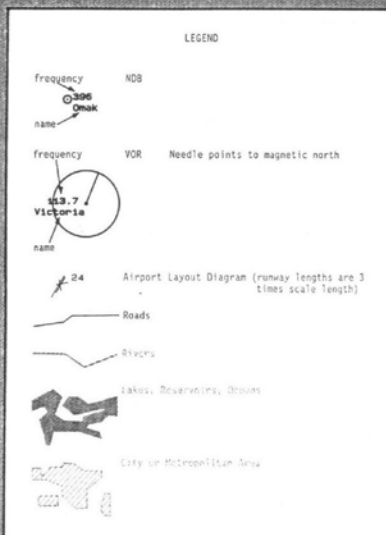 LEGEND
frequency NDB
396
Omak
name
frequency VOR Needle points to magnetic north
113.7
Victoria
name
24 Airport Layout Diagram (runway lengths are 3
times scale length)
Roads
Rivers
Lakes, Reservoirs, Oceans
City or Metropolitan Area